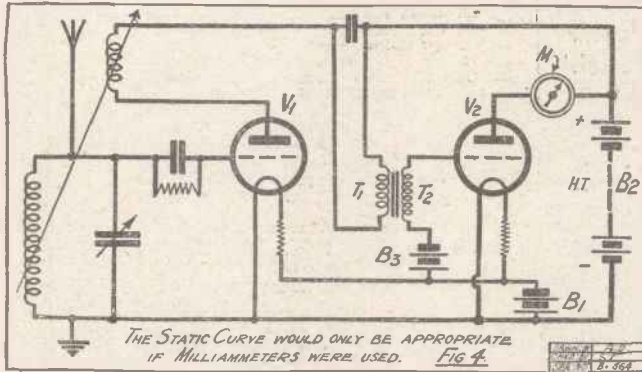 M
V1
V2
+
T1
T2
HT
B2
B3
-
B1
THE STATIC CURVE WOULD ONLY BE APPROPRIATE
IF MILLIAMMETERS WERE USED. FIG 4.
B. 564